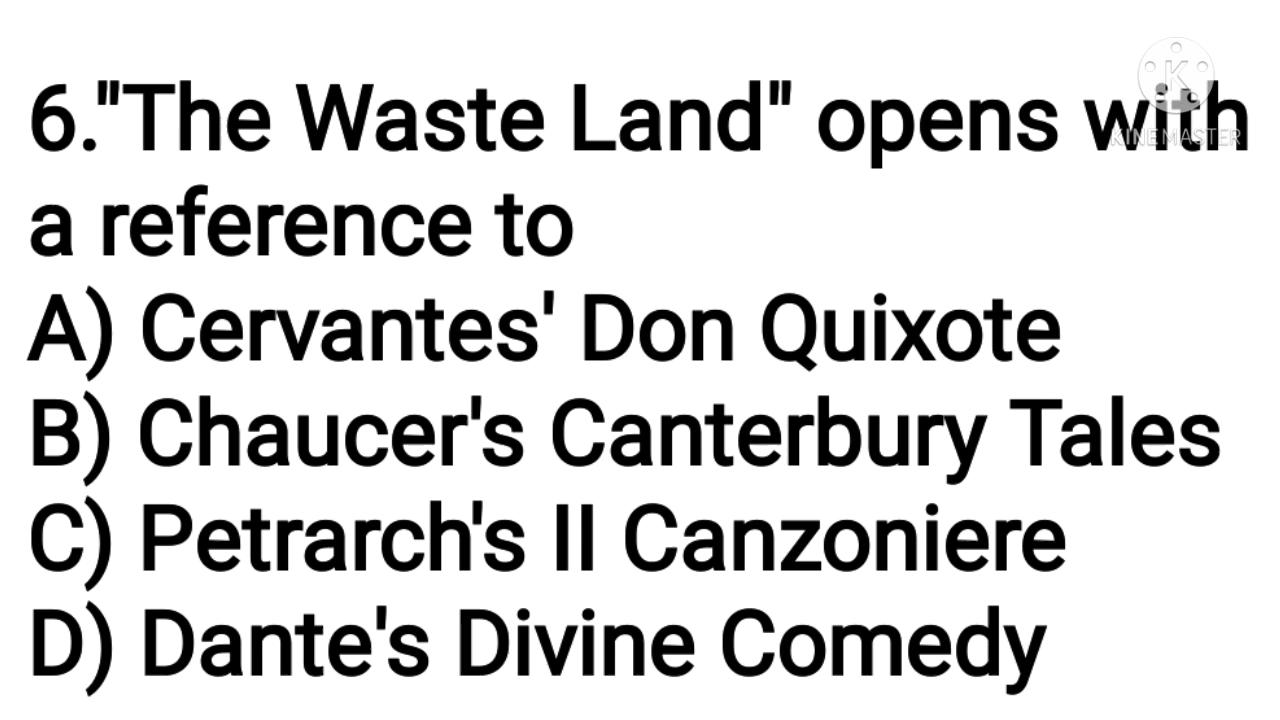 6."The Waste Land" opens with
a reference to
A) Cervantes' Don Quixote
B) Chaucer's Canterbury Tales
C) Petrarch's II Canzoniere
D) Dante's Divine Comedy
K
KINEMASTER